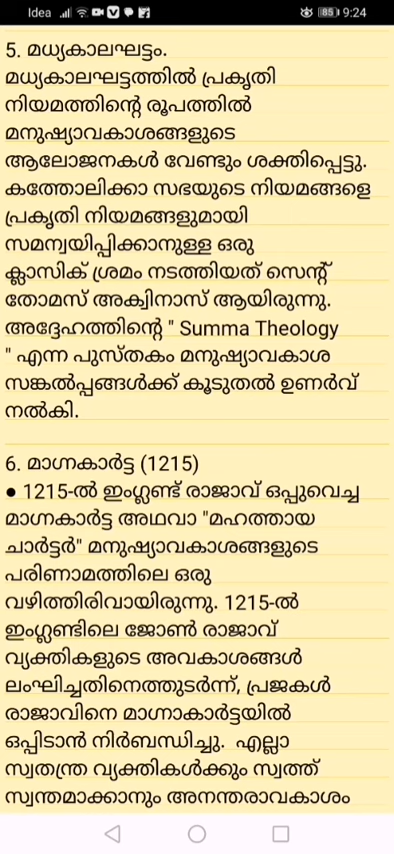 Idea 85 9:24
5. മധ്യകാലഘട്ടം.
മധ്യകാലഘട്ടത്തിൽ പ്രകൃതി
നിയമത്തിന്റെ രൂപത്തിൽ
മനുഷ്യാവകാശങ്ങളുടെ
ആലോജനകൾ വേണ്ടും ശക്തിപ്പെട്ടു.
കത്തോലിക്കാ സഭയുടെ നിയമങ്ങളെ
പ്രകൃതി നിയമങ്ങളുമായി
സമന്വയിപ്പിക്കാനുള്ള ഒരു
ക്ലാസിക് ശ്രമം നടത്തിയത് സെന്റ്
തോമസ് അക്വിനാസ് ആയിരുന്നു.
അദ്ദേഹത്തിന്റെ " Summa Theology
" എന്ന പുസ്തകം മനുഷ്യാവകാശ
സങ്കൽപ്പങ്ങൾക്ക് കൂടുതൽ ഉണർവ്
നൽകി.
6. മാഗ്നകാർട്ട (1215)
● 1215-ൽ ഇംഗ്ലണ്ട് രാജാവ് ഒപ്പുവെച്ച
മാഗ്നകാർട്ട അഥവാ "മഹത്തായ
ചാർട്ടർ" മനുഷ്യാവകാശങ്ങളുടെ
പരിണാമത്തിലെ ഒരു
വഴിത്തിരിവായിരുന്നു. 1215-ൽ
ഇംഗ്ലണ്ടിലെ ജോൺ രാജാവ്
വ്യക്തികളുടെ അവകാശങ്ങൾ
ലംഘിച്ചതിനെത്തുടർന്ന്, പ്രജകൾ
രാജാവിനെ മാഗ്നാകാർട്ടയിൽ
ഒപ്പിടാൻ നിർബന്ധിച്ചു. എല്ലാ
സ്വതന്ത്ര വ്യക്തികൾക്കും സ്വത്ത്
സ്വന്തമാക്കാനും അനന്തരാവകാശം